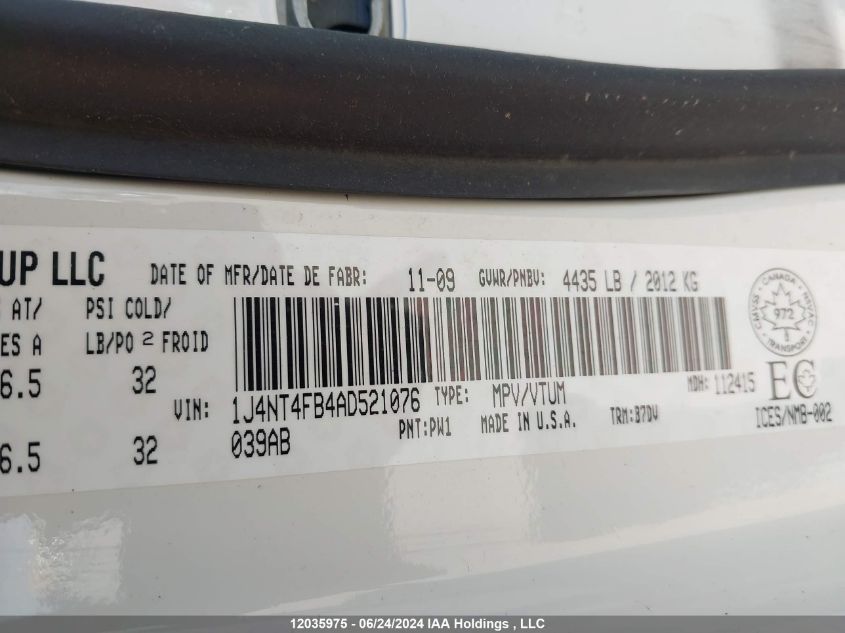 UP LLC DATE OF MFR/DATE DE FABR: 11-09 GVWR/PNBV: 4435 LB / 2012 KG
AT/ PSI COLD/
ES A LB/PO 2 FROID
6.5 32
VIN: 1J4NT4FB4AD521076 TYPE: MPV/VTUM MDH: 112415
6.5 32 039AB PNT:PW1 MADE IN U.S.A. TRM:B7DV ICES/NMB-002
CANADA
CMVSS NSVAC
972
TRANSPORT
EC
12035975 - 06/24/2024 IAA Holdings , LLC